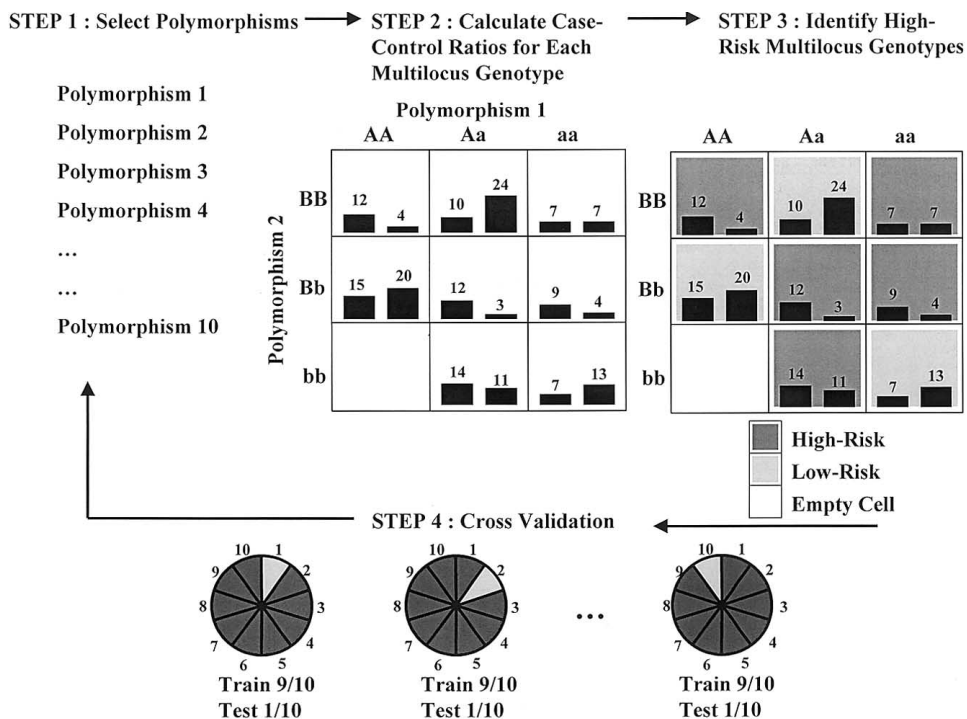 STEP 1 : Select Polymorphisms
STEP 2 : Calculate Case-
Control Ratios for Each
Multilocus Genotype
STEP 3 : Identify High-
Risk Multilocus Genotypes
Polymorphism 1
Polymorphism 2
Polymorphism 3
Polymorphism 4
...
...
Polymorphism 10
Polymorphism 1
AA Aa aa
Polymorphism 2
BB 12 4 10 24 7 7
Bb 15 20 12 3 9 4
bb 14 11 7 13
AA Aa aa
BB 12 4 10 24 7 7
Bb 15 20 12 3 9 4
bb 14 11 7 13
High-Risk
Low-Risk
Empty Cell
STEP 4 : Cross Validation
1 2 3 4 5 6 7 8 9 10
Train 9/10
Test 1/10
1 2 3 4 5 6 7 8 9 10
Train 9/10
Test 1/10
...
1 2 3 4 5 6 7 8 9 10
Train 9/10
Test 1/10